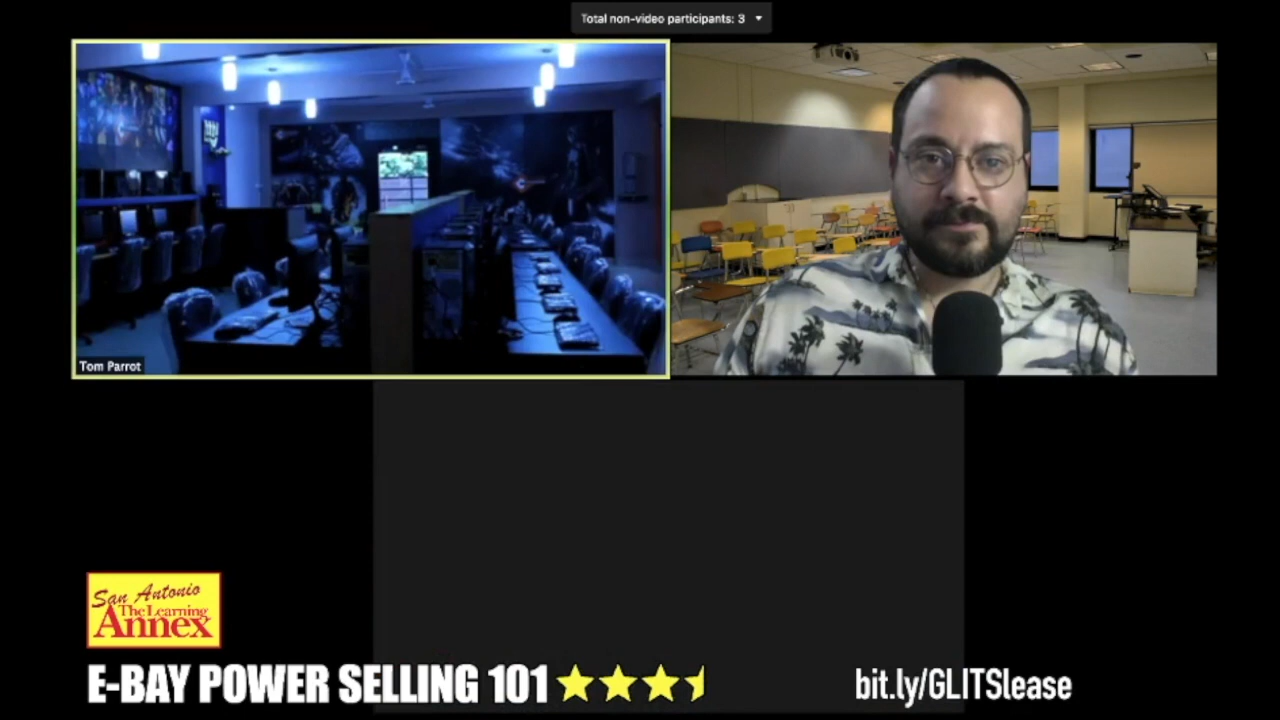 Total non-video participants: 3
Tom Parrot
San Antonio
The Learning
Annex
E-BAY POWER SELLING 101
bit.ly/GLITSlease